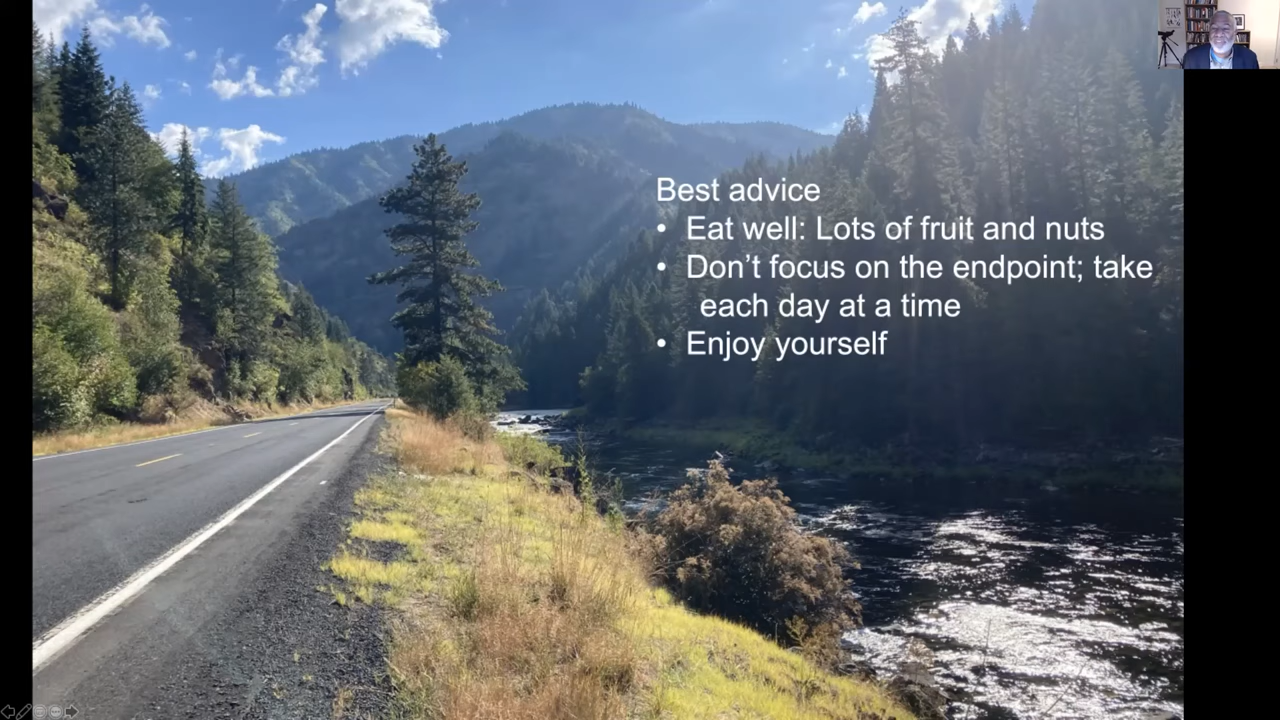 Best advice
• Eat well: Lots of fruit and nuts
• Don’t focus on the endpoint; take
each day at a time
• Enjoy yourself